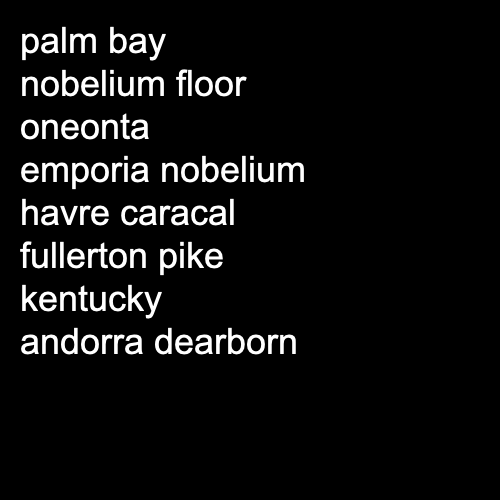 palm bay
nobelium floor
oneonta
emporia nobelium
havre caracal
fullerton pike
kentucky
andorra dearborn